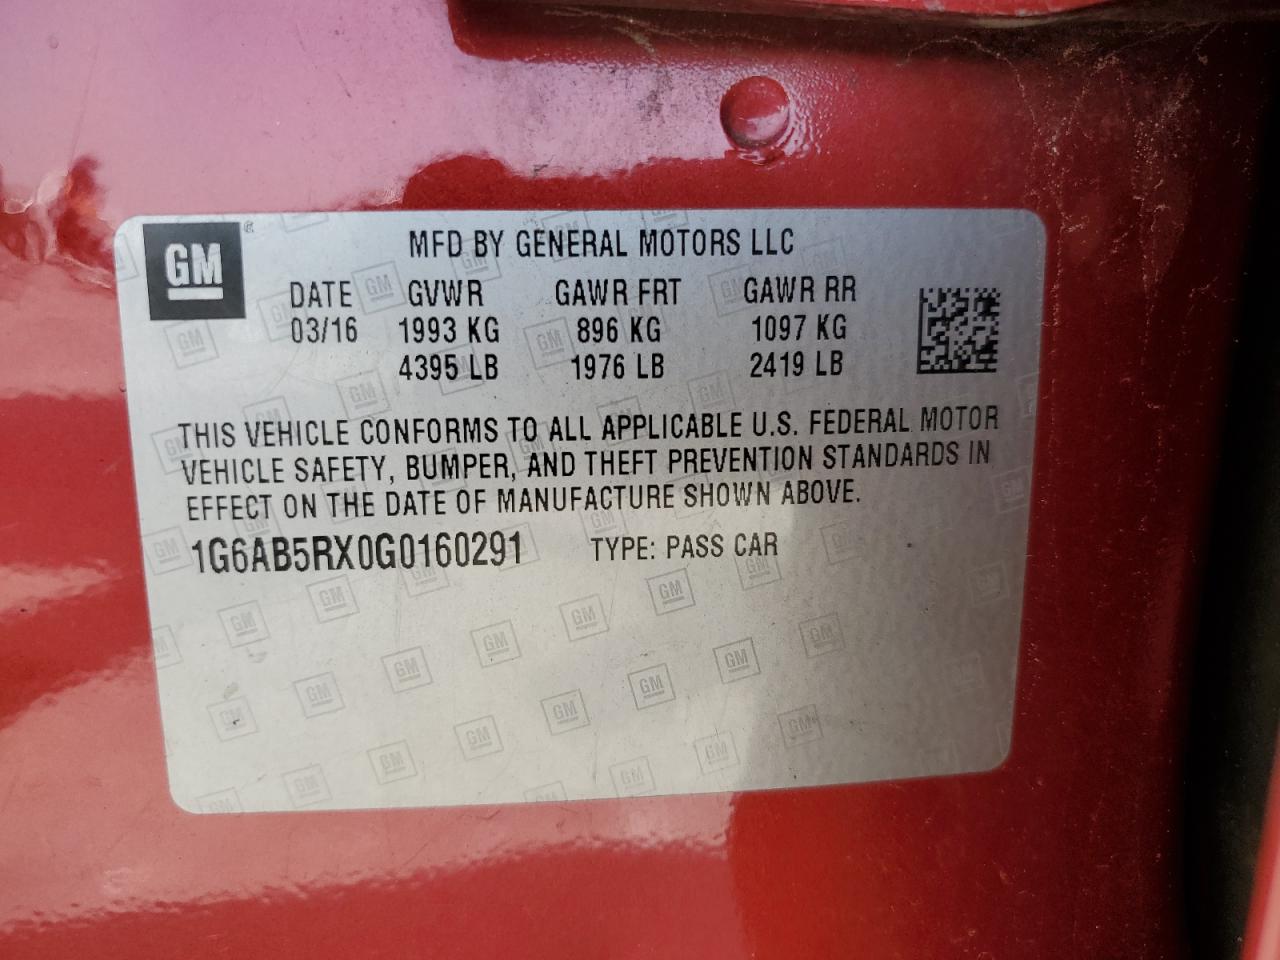 GM
MFD BY GENERAL MOTORS LLC
DATE GVWR GAWR FRT GAWR RR
03/16 1993 KG 896 KG 1097 KG
4395 LB 1976 LB 2419 LB
THIS VEHICLE CONFORMS TO ALL APPLICABLE U.S. FEDERAL MOTOR
VEHICLE SAFETY, BUMPER, AND THEFT PREVENTION STANDARDS IN
EFFECT ON THE DATE OF MANUFACTURE SHOWN ABOVE.
1G6AB5RX0G0160291 TYPE: PASS CAR